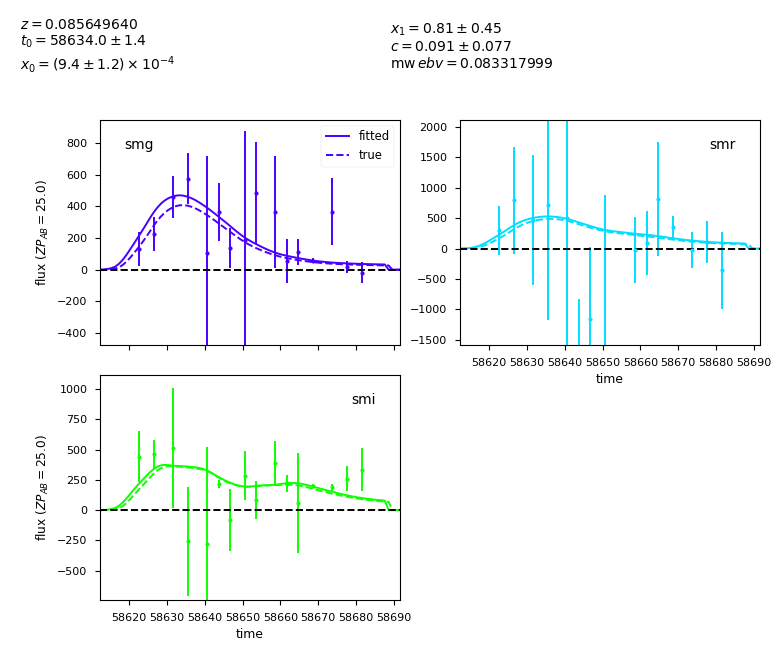 z = 0.085649640
t₀ = 58634.0 ± 1.4
x₀ = (9.4 ± 1.2) × 10⁻⁴
x₁ = 0.81 ± 0.45
c = 0.091 ± 0.077
mw ebv = 0.083317999
smg
fitted
true
800
600
400
200
0
−200
−400
flux (ZP_AB = 25.0)
smr
2000
1500
1000
500
0
−500
−1000
−1500
58620 58630 58640 58650 58660 58670 58680 58690
time
smi
1000
750
500
250
0
−250
−500
flux (ZP_AB = 25.0)
58620 58630 58640 58650 58660 58670 58680 58690
time